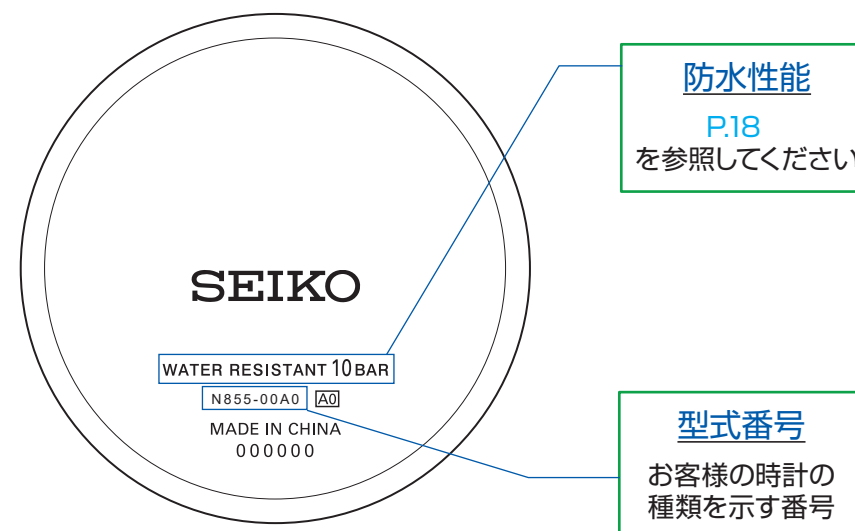 防水性能
P.18
を参照してください
SEIKO
WATER RESISTANT 10 BAR
N855-00A0 A0
MADE IN CHINA
000000
型式番号
お客様の時計の
種類を示す番号